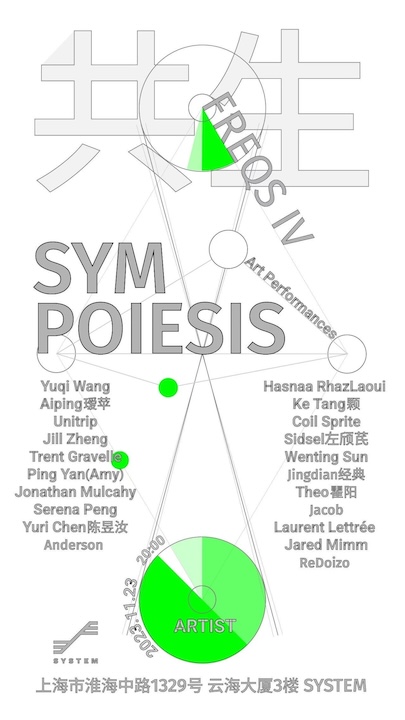 共生
FREQS IV
SYM
POIESIS
Art Performances
Yuqi Wang
Aiping瑷苹
Unitrip
Jill Zheng
Trent Gravelle
Ping Yan(Amy)
Jonathan Mulcahy
Serena Peng
Yuri Chen陈昱汝
Anderson
Hasnaa RhazLaoui
Ke Tang颖
Coil Sprite
Sidsel左颀芪
Wenting Sun
Jingdian经典
Theo瞿阳
Jacob
Laurent Lettrée
Jared Mimm
ReDoizo
2023.11.23 20:00
ARTIST
SYSTEM
上海市淮海中路1329号 云海大厦3楼 SYSTEM